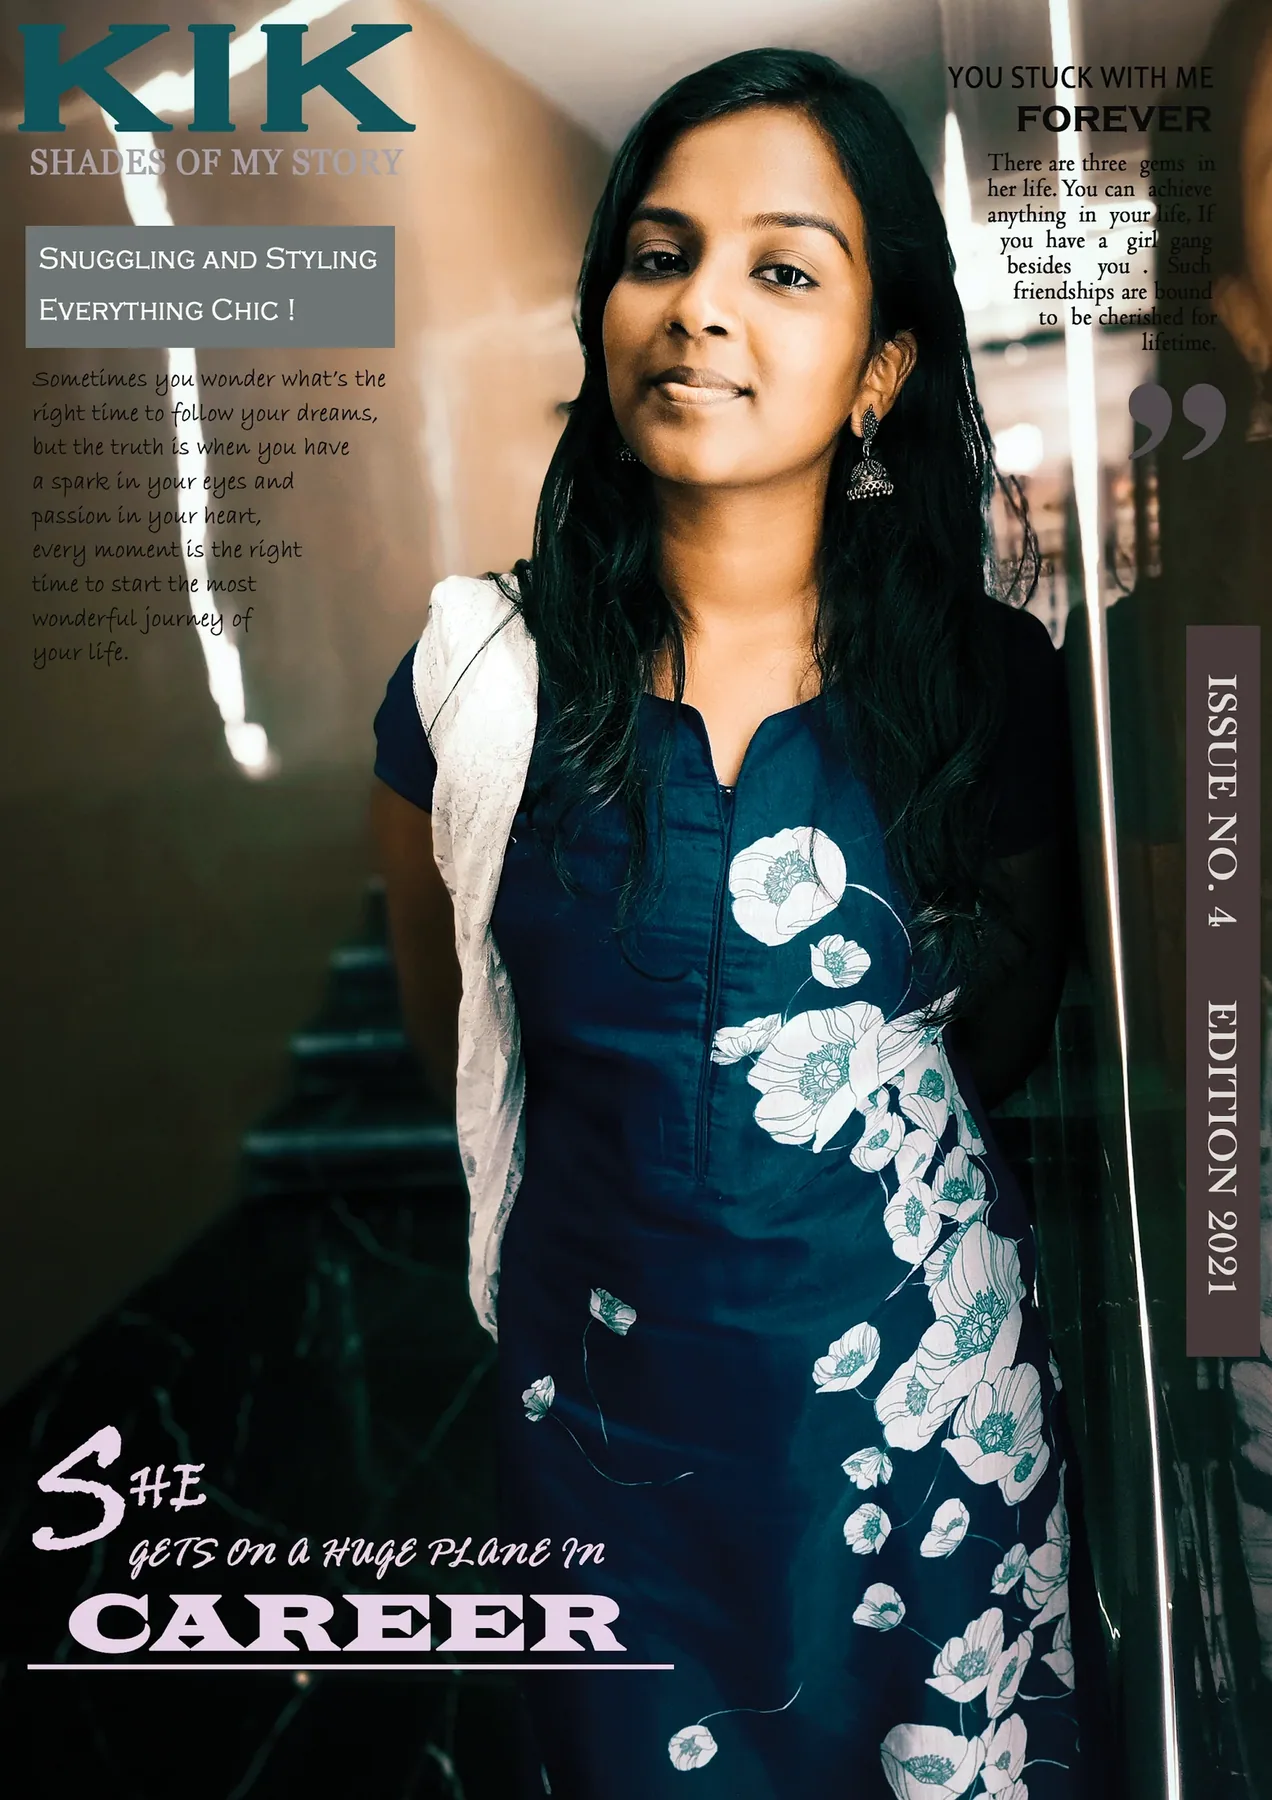 KIK
SHADES OF MY STORY
SNUGGLING AND STYLING
EVERYTHING CHIC !
Sometimes you wonder what's the
right time to follow your dreams,
but the truth is when you have
a spark in your eyes and
passion in your heart,
every moment is the right
time to start the most
wonderful journey of
your life.
YOU STUCK WITH ME
FOREVER
There are three gems in
her life. You can achieve
anything in your life. If
you have a girl gang
besides you . Such
friendships are bound
to be cherished for
lifetime.
”
ISSUE NO. 4 EDITION 2021
SHE
GETS ON A HUGE PLANE IN
CAREER